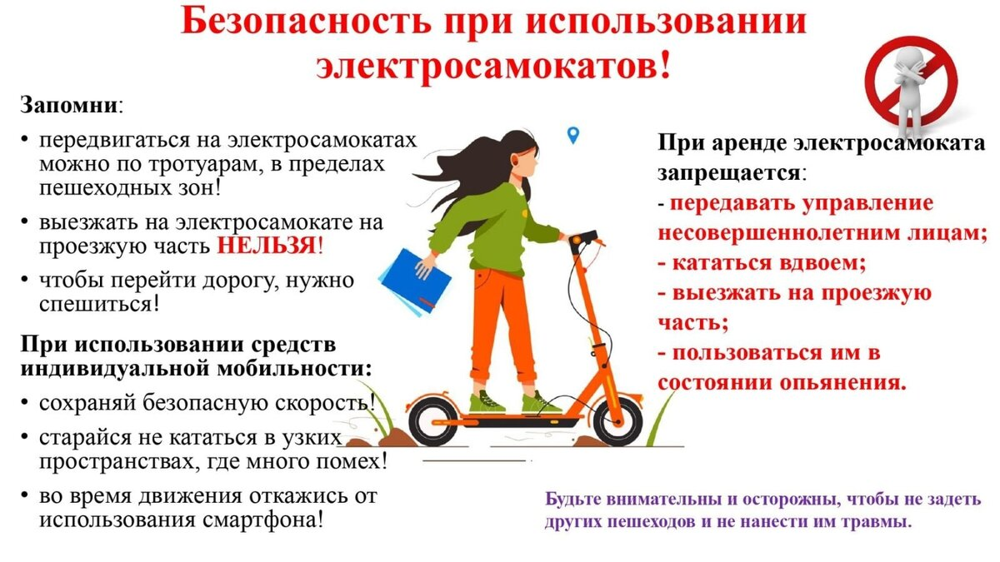 Безопасность при использовании
электросамокатов!
Запомни:
• передвигаться на электросамокатах
можно по тротуарам, в пределах
пешеходных зон!
• выезжать на электросамокате на
проезжую часть НЕЛЬЗЯ!
• чтобы перейти дорогу, нужно
спешиться!
При использовании средств
индивидуальной мобильности:
• сохраняй безопасную скорость!
• старайся не кататься в узких
пространствах, где много помех!
• во время движения откажись от
использования смартфона!
При аренде электросамоката
запрещается:
- передавать управление
несовершеннолетним лицам;
- кататься вдвоем;
- выезжать на проезжую
часть;
- пользоваться им в
состоянии опьянения.
Будьте внимательны и осторожны, чтобы не задеть
других пешеходов и не нанести им травмы.